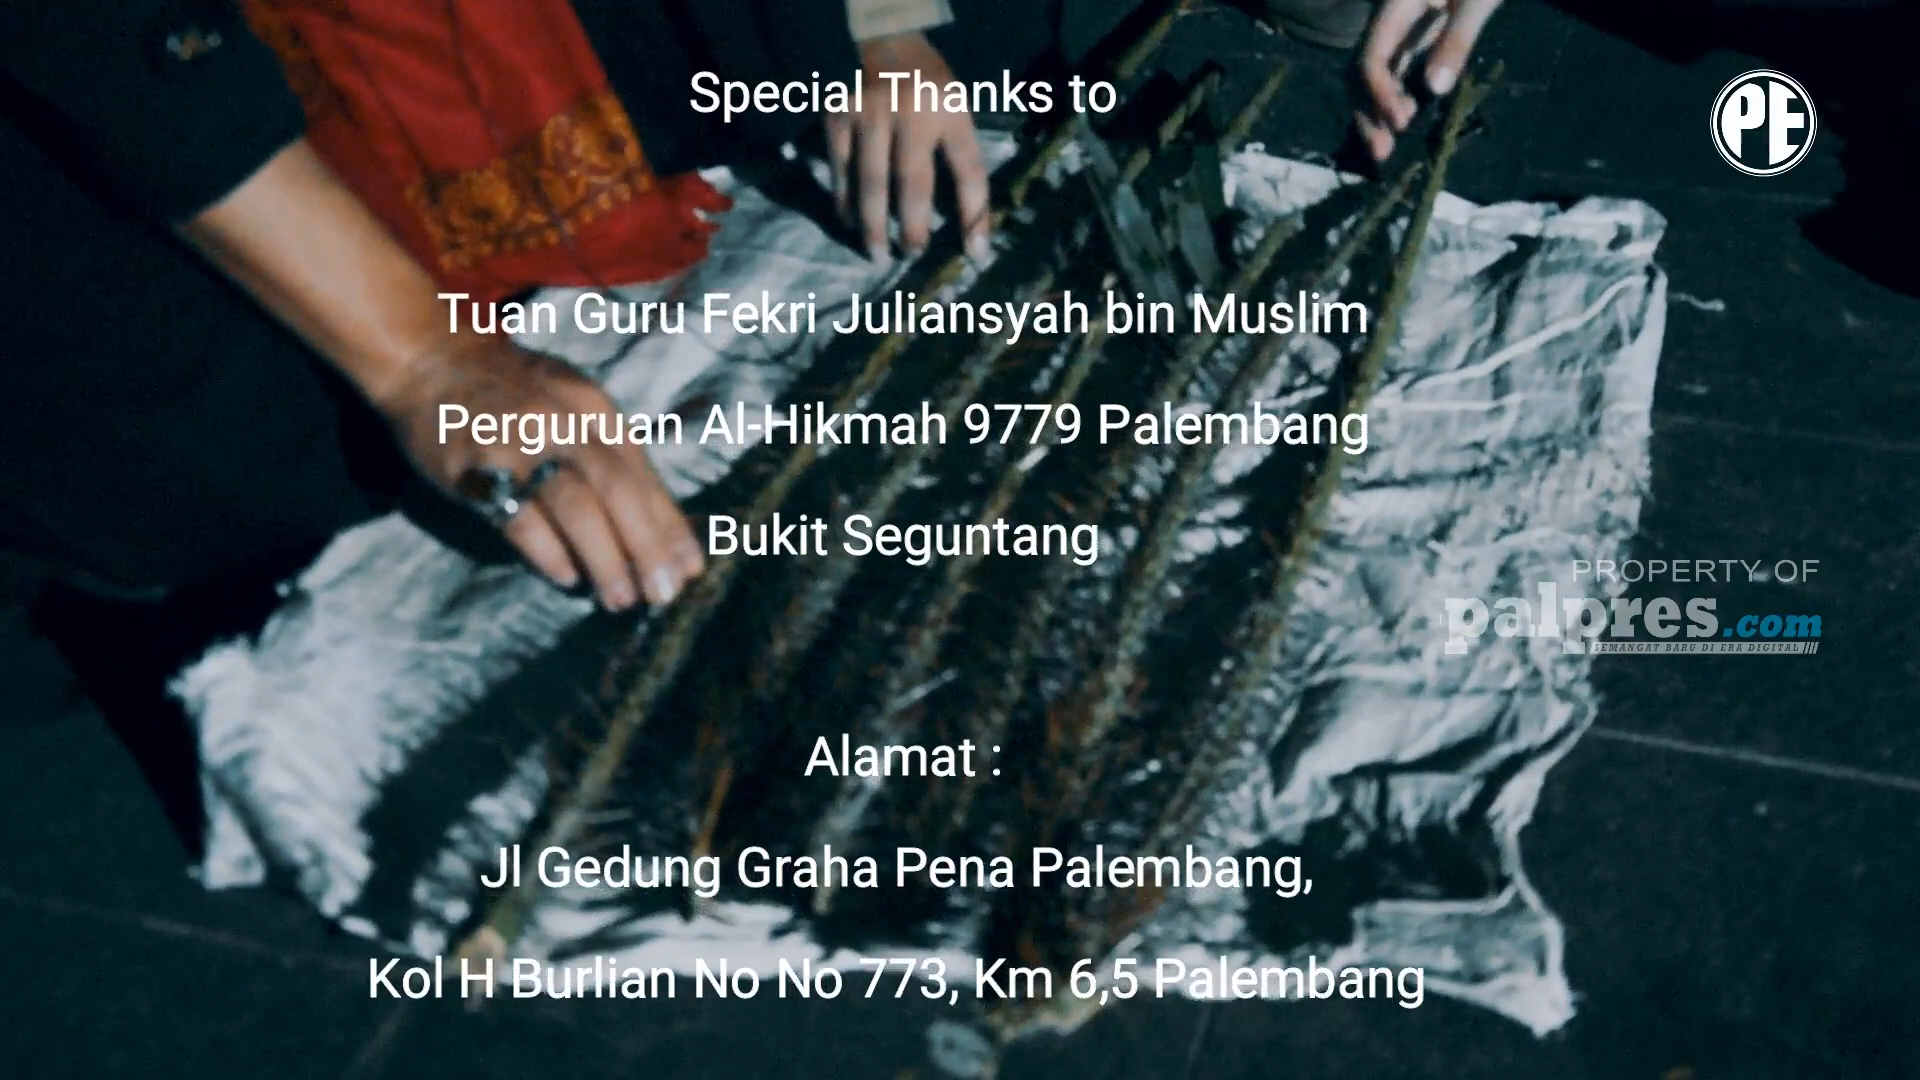 Special Thanks to
PE
Tuan Guru Fekri Juliansyah bin Muslim
Perguruan Al-Hikmah 9779 Palembang
Bukit Seguntang
PROPERTY OF
palpres.com
SEMANGAT BARU DI ERA DIGITAL
Alamat :
Jl Gedung Graha Pena Palembang,
Kol H Burlian No No 773, Km 6,5 Palembang